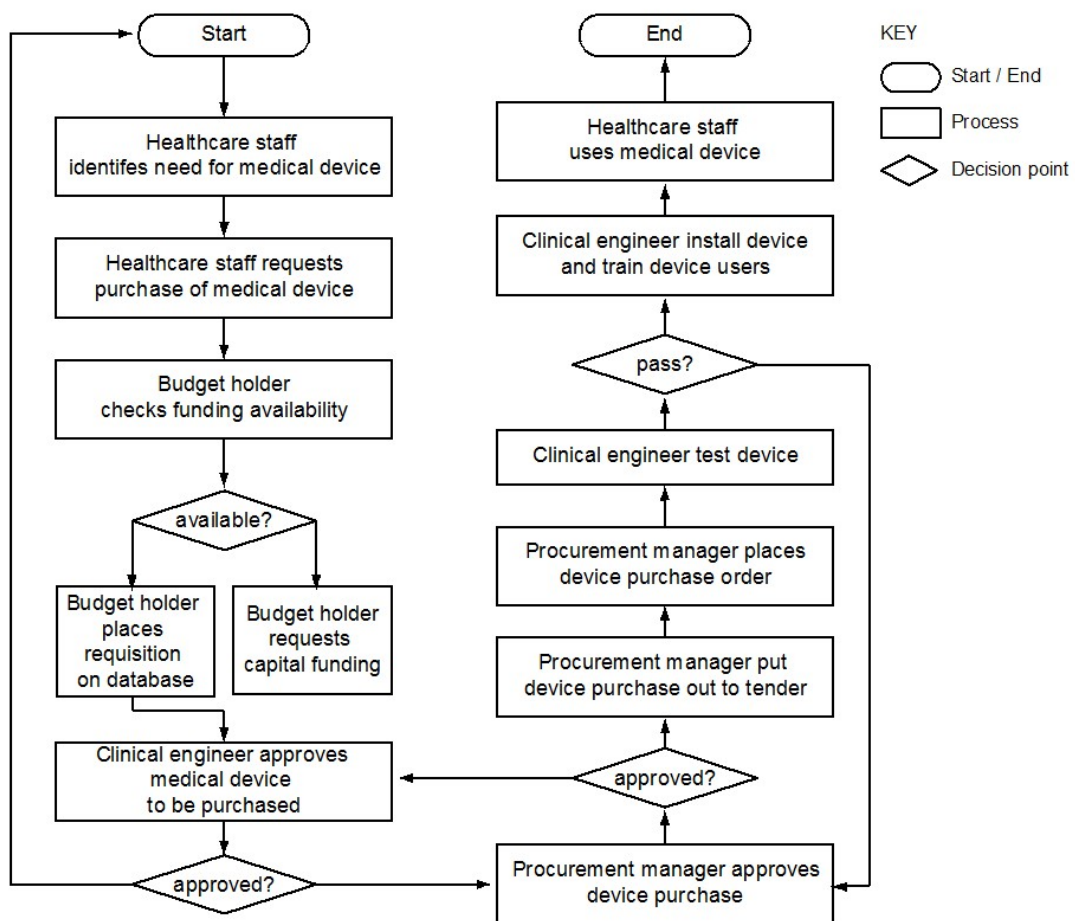 Start
Healthcare staff
identifes need for medical device
Healthcare staff requests
purchase of medical device
Budget holder
checks funding availability
available?
Budget holder
places
requisition
on database
Budget holder
requests
capital funding
Clinical engineer approves
medical device
to be purchased
approved?
End
Healthcare staff
uses medical device
Clinical engineer install device
and train device users
pass?
Clinical engineer test device
Procurement manager places
device purchase order
Procurement manager put
device purchase out to tender
approved?
Procurement manager approves
device purchase
KEY
Start / End
Process
Decision point